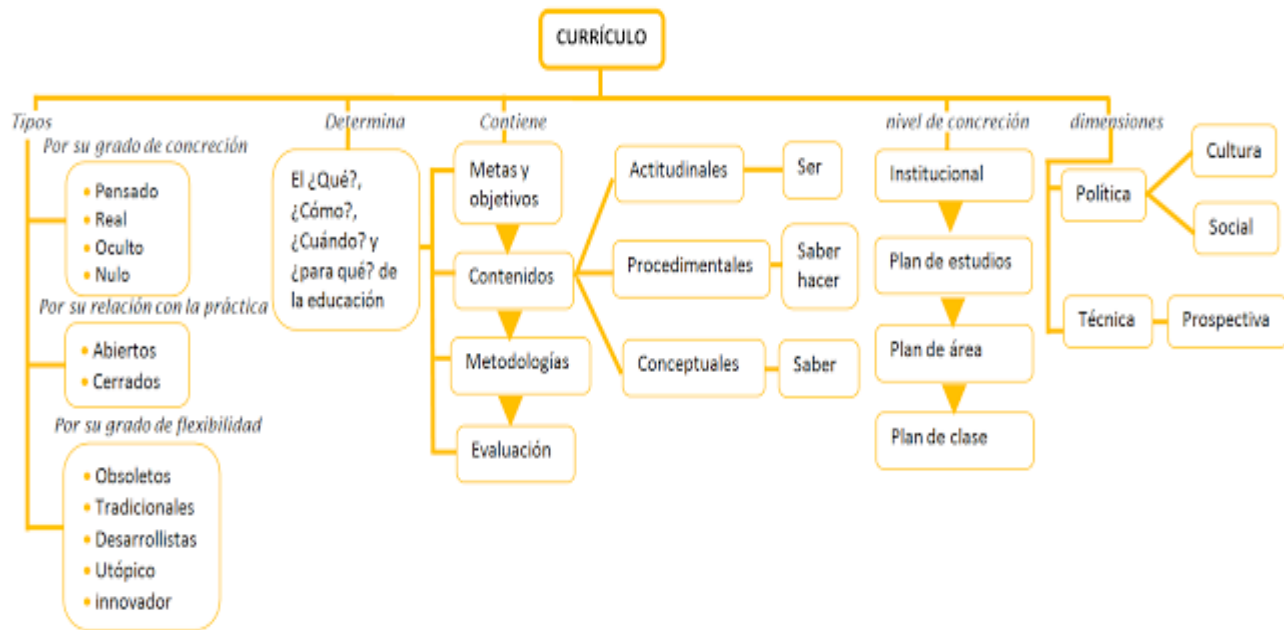 CURRÍCULO
Tipos
Por su grado de concreción
• Pensado
• Real
• Oculto
• Nulo
Por su relación con la práctica
• Abiertos
• Cerrados
Por su grado de flexibilidad
• Obsoletos
• Tradicionales
• Desarrollistas
• Utópico
• innovador
Determina
El ¿Qué?,
¿Cómo?,
¿Cuándo? y
¿para qué? de
la educación
Contiene
Metas y
objetivos
Contenidos
Metodologías
Evaluación
Actitudinales
Ser
Procedimentales
Saber
hacer
Conceptuales
Saber
nivel de concreción
Institucional
Plan de estudios
Plan de área
Plan de clase
dimensiones
Política
Cultura
Social
Técnica
Prospectiva